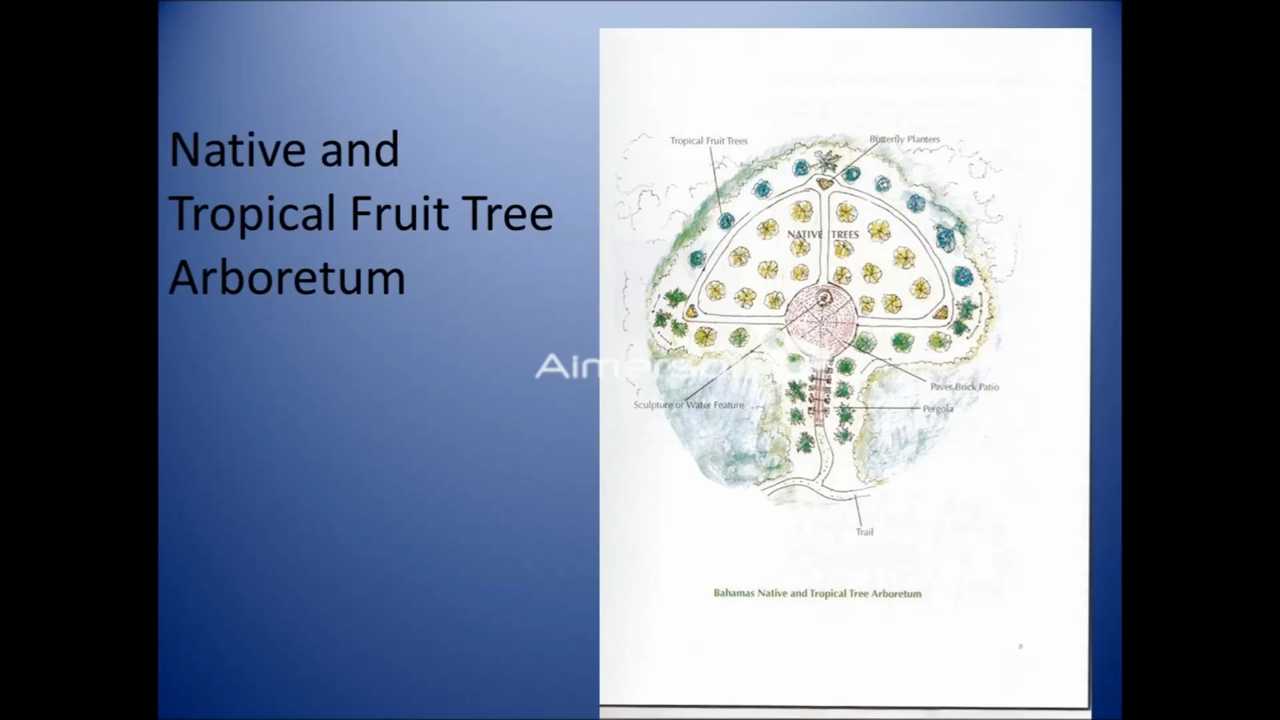 Native and
Tropical Fruit Tree
Arboretum
Tropical Fruit Trees
Butterfly Planters
NATIVE TREES
Paver Brick Patio
Sculpture or Water Feature
Pergola
Trail
Bahamas Native and Tropical Tree Arboretum